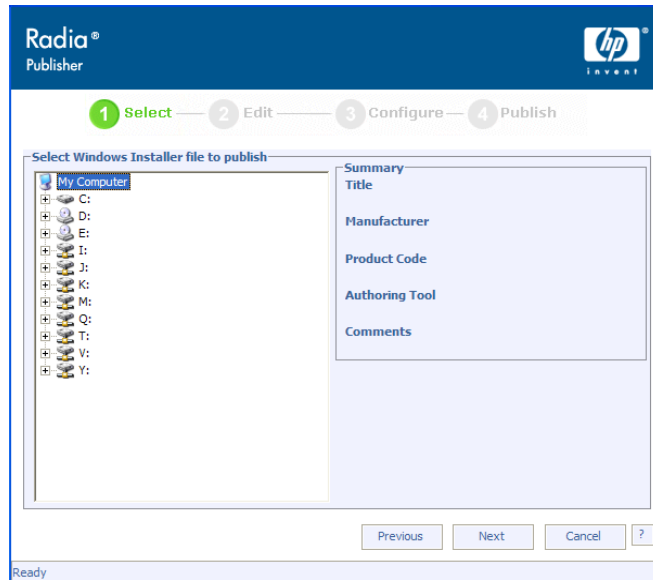 Radia®
Publisher
hp®
invent
1 Select 2 Edit 3 Configure 4 Publish
Select Windows Installer file to publish
My Computer
C:
D:
E:
I:
J:
K:
M:
Q:
T:
V:
Y:
Summary
Title
Manufacturer
Product Code
Authoring Tool
Comments
Previous Next Cancel ?
Ready